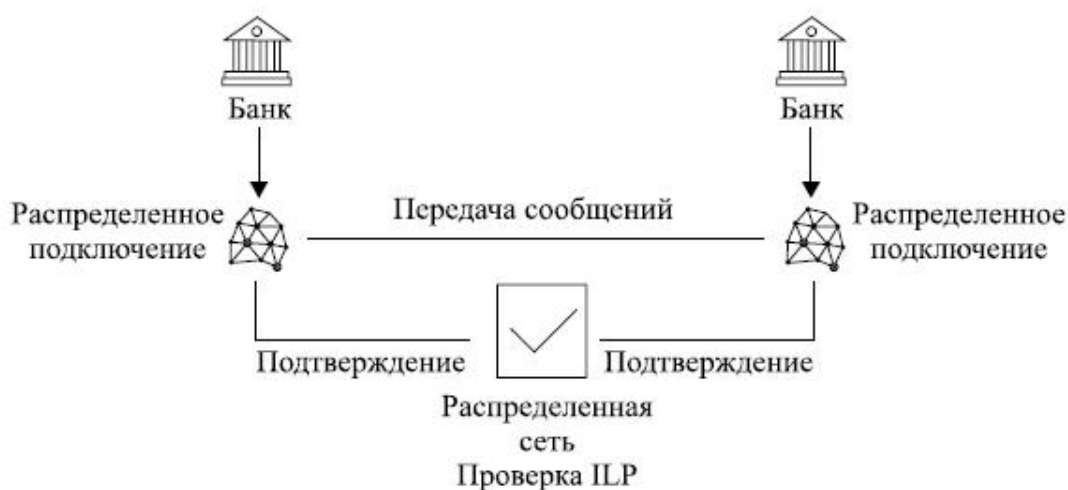 Банк
Банк
Распределенное
подключение
Передача сообщений
Распределенное
подключение
Подтверждение
Подтверждение
Распределенная
сеть
Проверка ILP